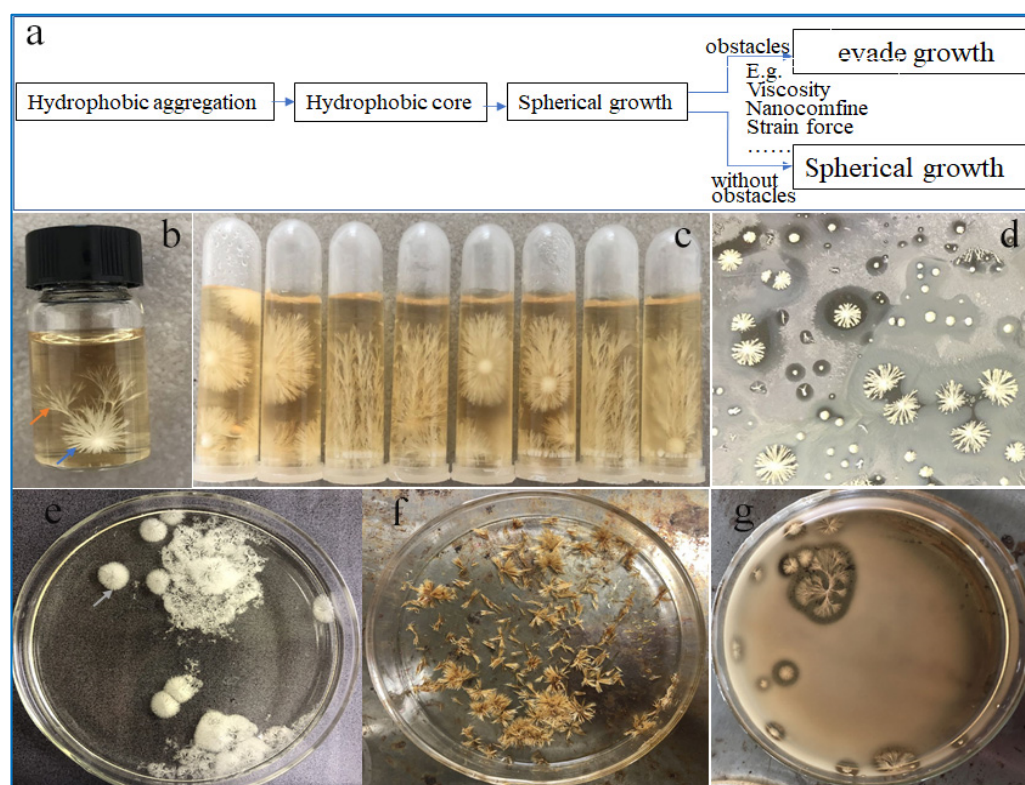 a
obstacles
evade growth
E.g.
Viscosity
Nanocomfine
Strain force
……
Hydrophobic aggregation
Hydrophobic core
Spherical growth
without
obstacles
Spherical growth
b
c
d
e
f
g